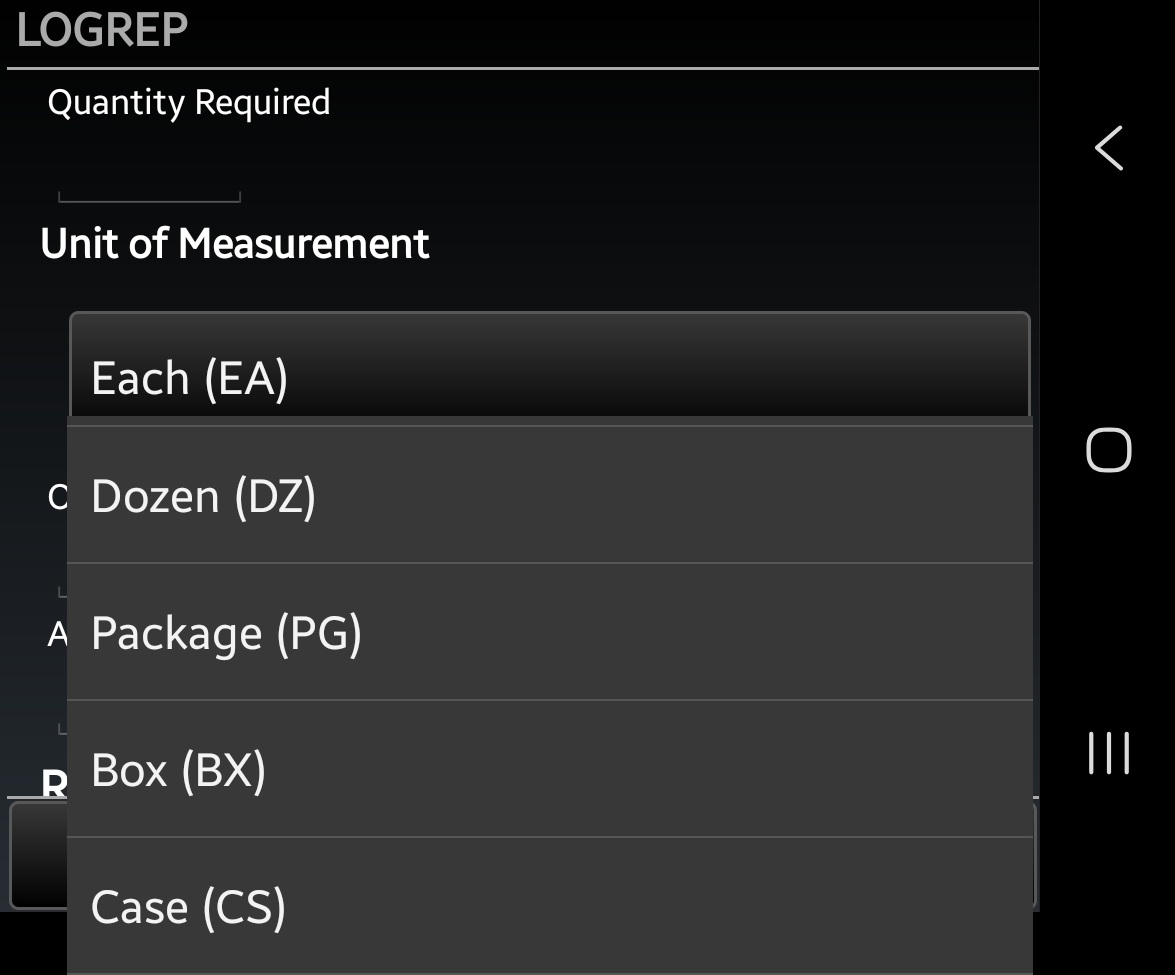 LOGREP
Quantity Required
Unit of Measurement
Each (EA)
Dozen (DZ)
Package (PG)
Box (BX)
Case (CS)